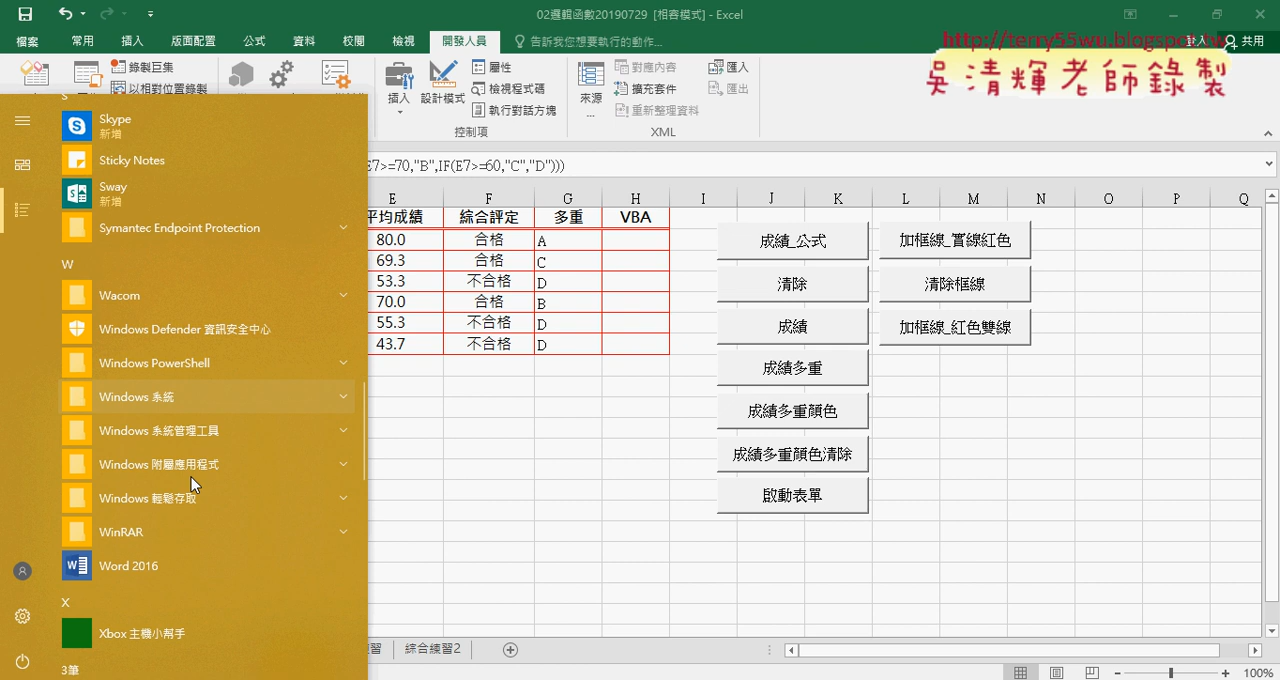 02邏輯函數20190729 [相容模式] - Excel
http://terry55wu.blogspot.tw
檔案 常用 插入 版面配置 公式 資料 校閱 檢視 開發人員 告訴我您想要執行的動作... 登入 共用
吳清輝老師錄製
錄製巨集
以相對位置錄製
插入 設計模式 屬性
檢視程式碼
執行對話方塊
控制項
來源 ... 對應內容
擴充套件
重新整理資料
匯入
匯出
XML
E7>=70,"B",IF(E7>=60,"C","D")))
S
Skype
新增
Sticky Notes
Sway
新增
Symantec Endpoint Protection
W
Wacom
Windows Defender 資訊安全中心
Windows PowerShell
Windows 系統
Windows 系統管理工具
Windows 附屬應用程式
Windows 輕鬆存取
WinRAR
Word 2016
X
Xbox 主機小幫手
3筆
E F G H I J K L M N O P Q
平均成績 綜合評定 多重 VBA
80.0 合格 A
69.3 合格 C
53.3 不合格 D
70.0 合格 B
55.3 不合格 D
43.7 不合格 D
成績_公式 加框線_實線紅色
清除 清除框線
成績 加框線_紅色雙線
成績多重
成績多重顏色
成績多重顏色清除
啟動表單
習 綜合練習2
100%